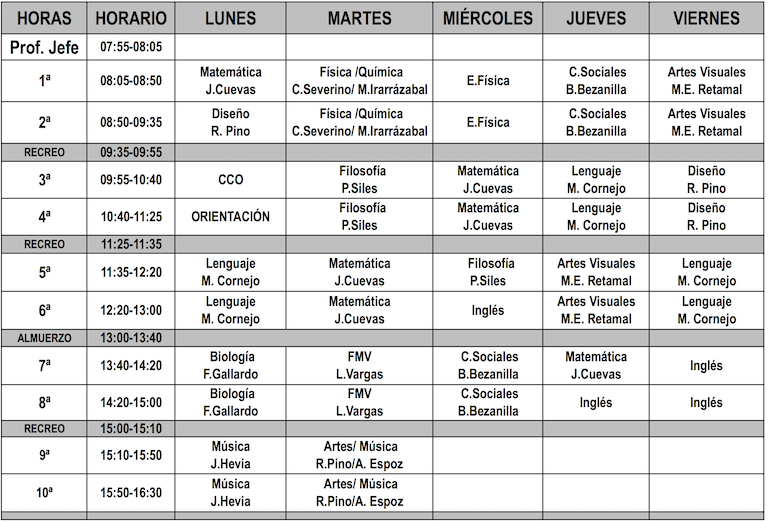 HORAS HORARIO LUNES MARTES MIÉRCOLES JUEVES VIERNES
Prof. Jefe 07:55-08:05
1ª 08:05-08:50 Matemática J.Cuevas Física /Química C.Severino/ M.Irarrázabal E.Física C.Sociales B.Bezanilla Artes Visuales M.E. Retamal
2ª 08:50-09:35 Diseño R. Pino Física /Química C.Severino/ M.Irarrázabal E.Física C.Sociales B.Bezanilla Artes Visuales M.E. Retamal
RECREO 09:35-09:55
3ª 09:55-10:40 CCO Filosofía P.Siles Matemática J.Cuevas Lenguaje M. Cornejo Diseño R. Pino
4ª 10:40-11:25 ORIENTACIÓN Filosofía P.Siles Matemática J.Cuevas Lenguaje M. Cornejo Diseño R. Pino
RECREO 11:25-11:35
5ª 11:35-12:20 Lenguaje M. Cornejo Matemática J.Cuevas Filosofía P.Siles Artes Visuales M.E. Retamal Lenguaje M. Cornejo
6ª 12:20-13:00 Lenguaje M. Cornejo Matemática J.Cuevas Inglés Artes Visuales M.E. Retamal Lenguaje M. Cornejo
ALMUERZO 13:00-13:40
7ª 13:40-14:20 Biología F.Gallardo FMV L.Vargas C.Sociales B.Bezanilla Matemática J.Cuevas Inglés
8ª 14:20-15:00 Biología F.Gallardo FMV L.Vargas C.Sociales B.Bezanilla Inglés Inglés
RECREO 15:00-15:10
9ª 15:10-15:50 Música J.Hevia Artes/ Música R.Pino/A. Espoz
10ª 15:50-16:30 Música J.Hevia Artes/ Música R.Pino/A. Espoz